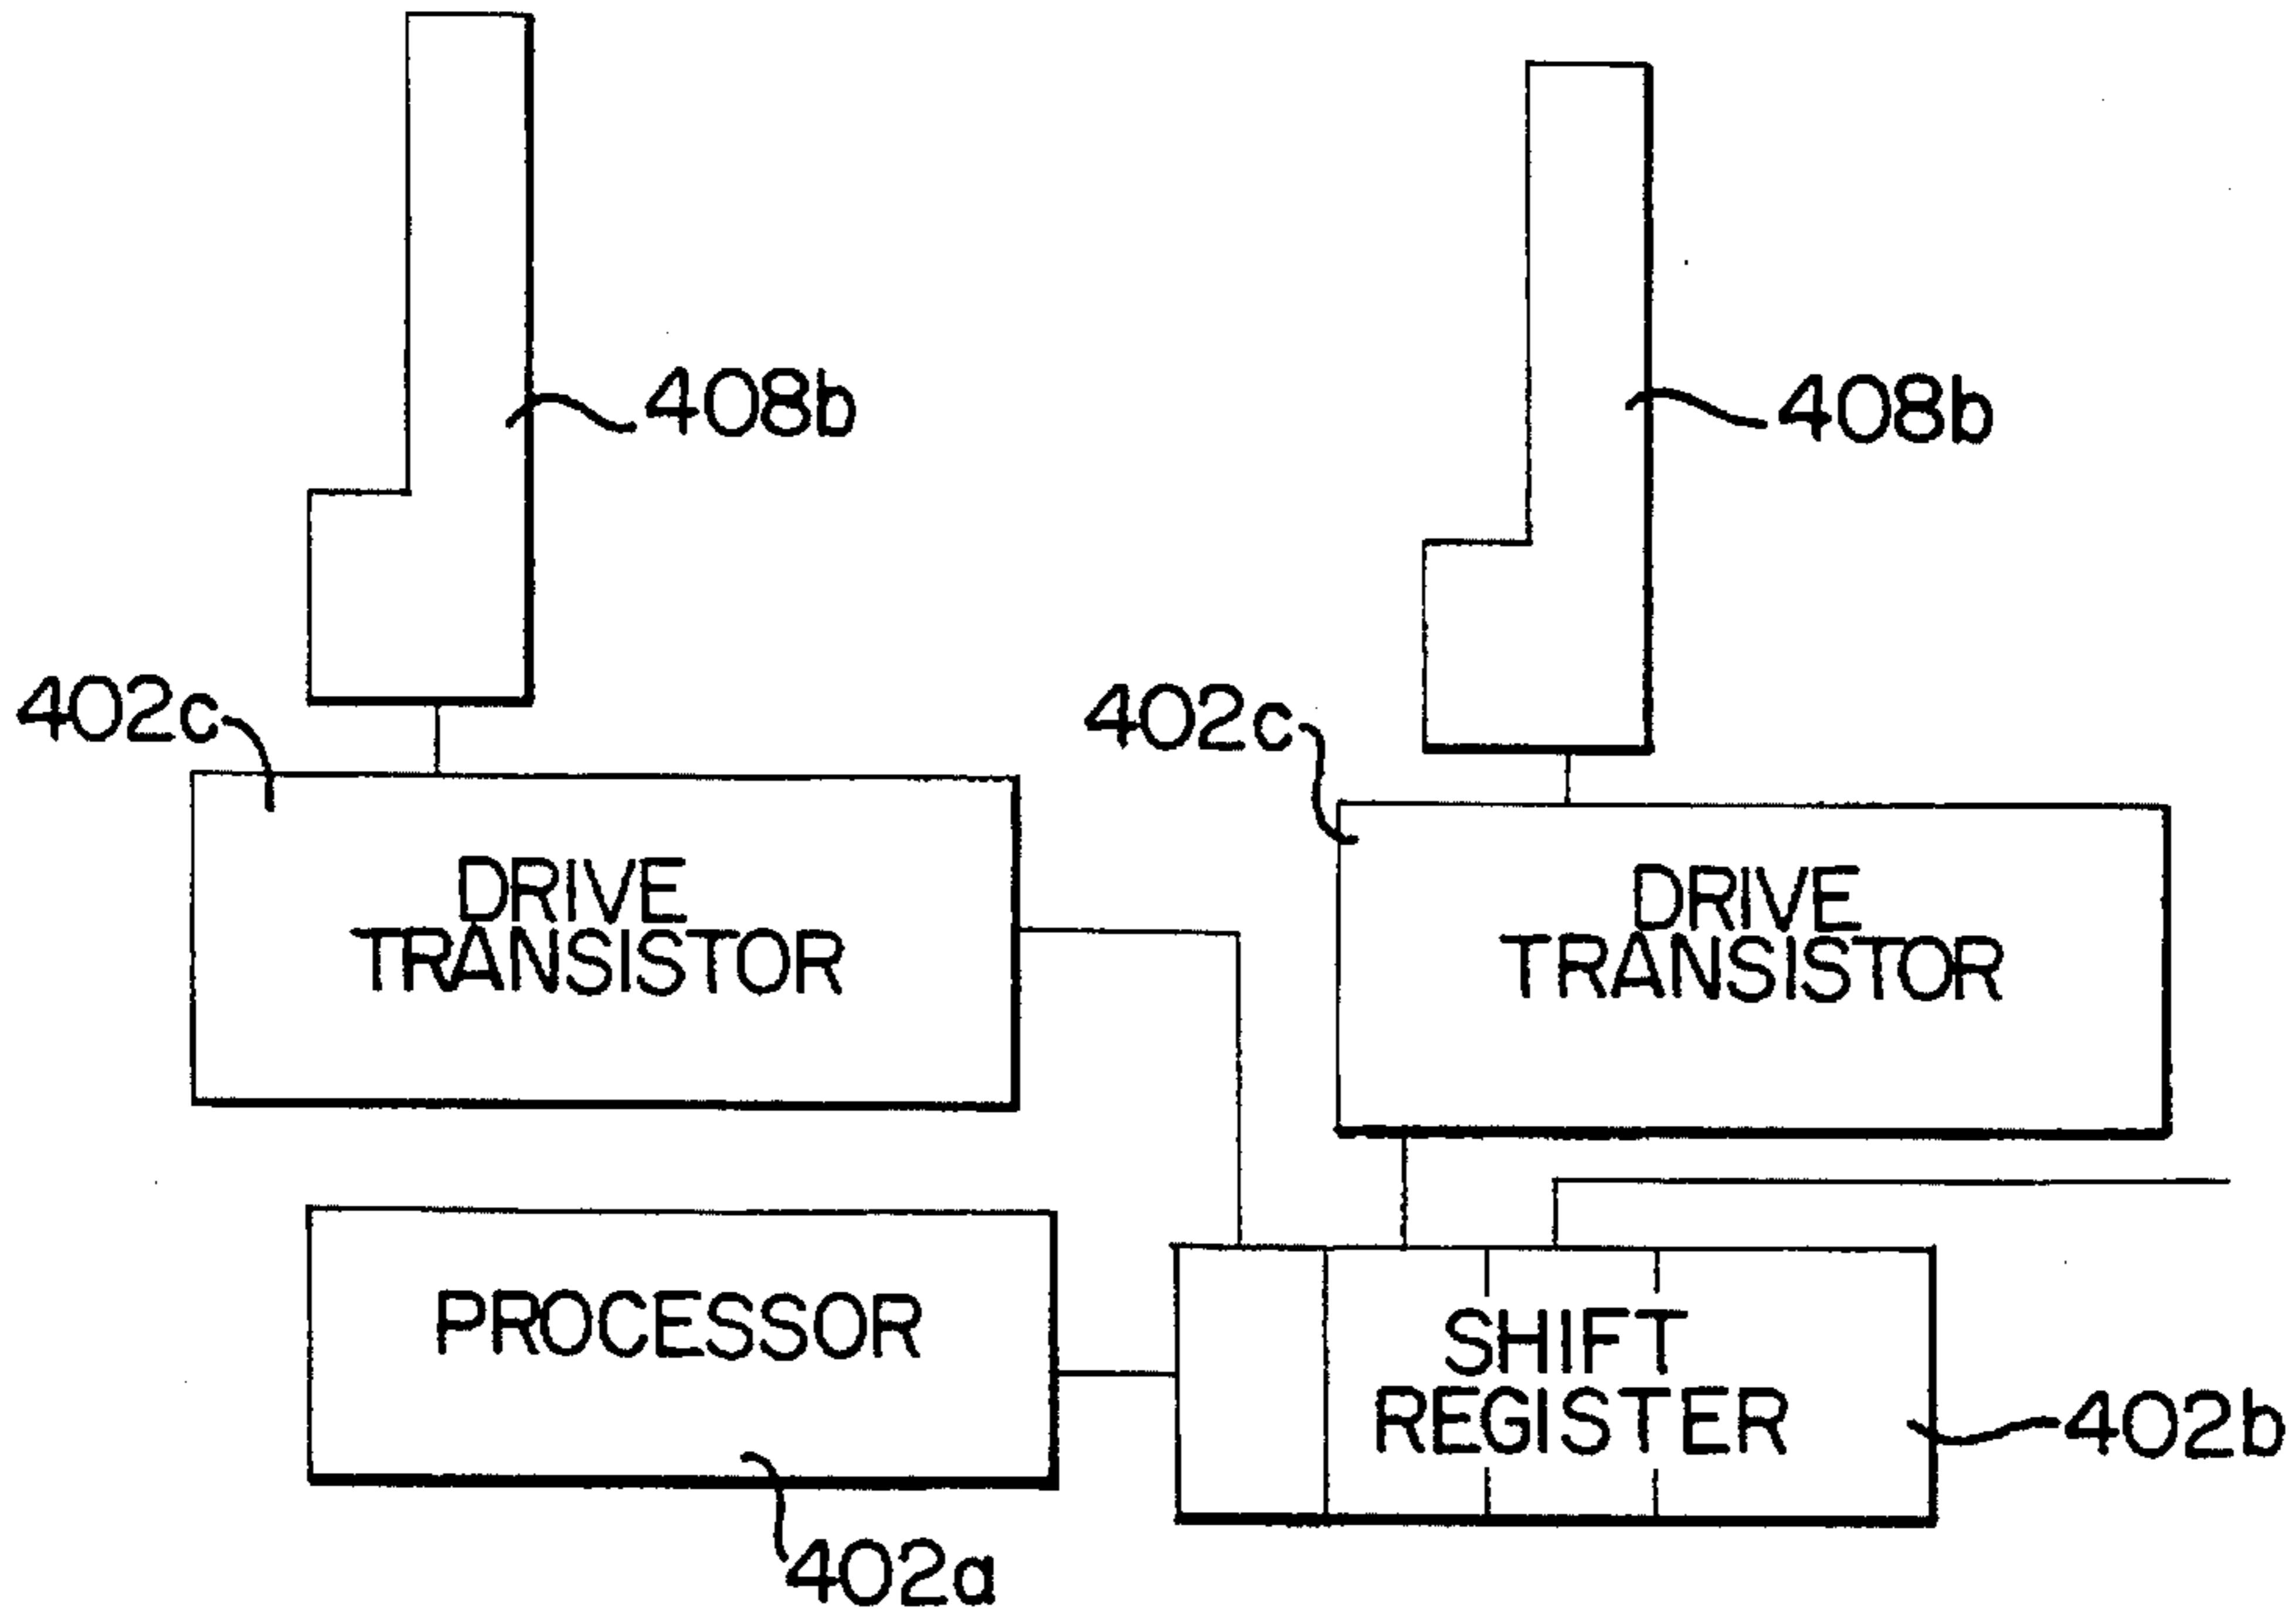 408b
408b
402c
402c
DRIVE
TRANSISTOR
DRIVE
TRANSISTOR
PROCESSOR
SHIFT
REGISTER
402b
402a